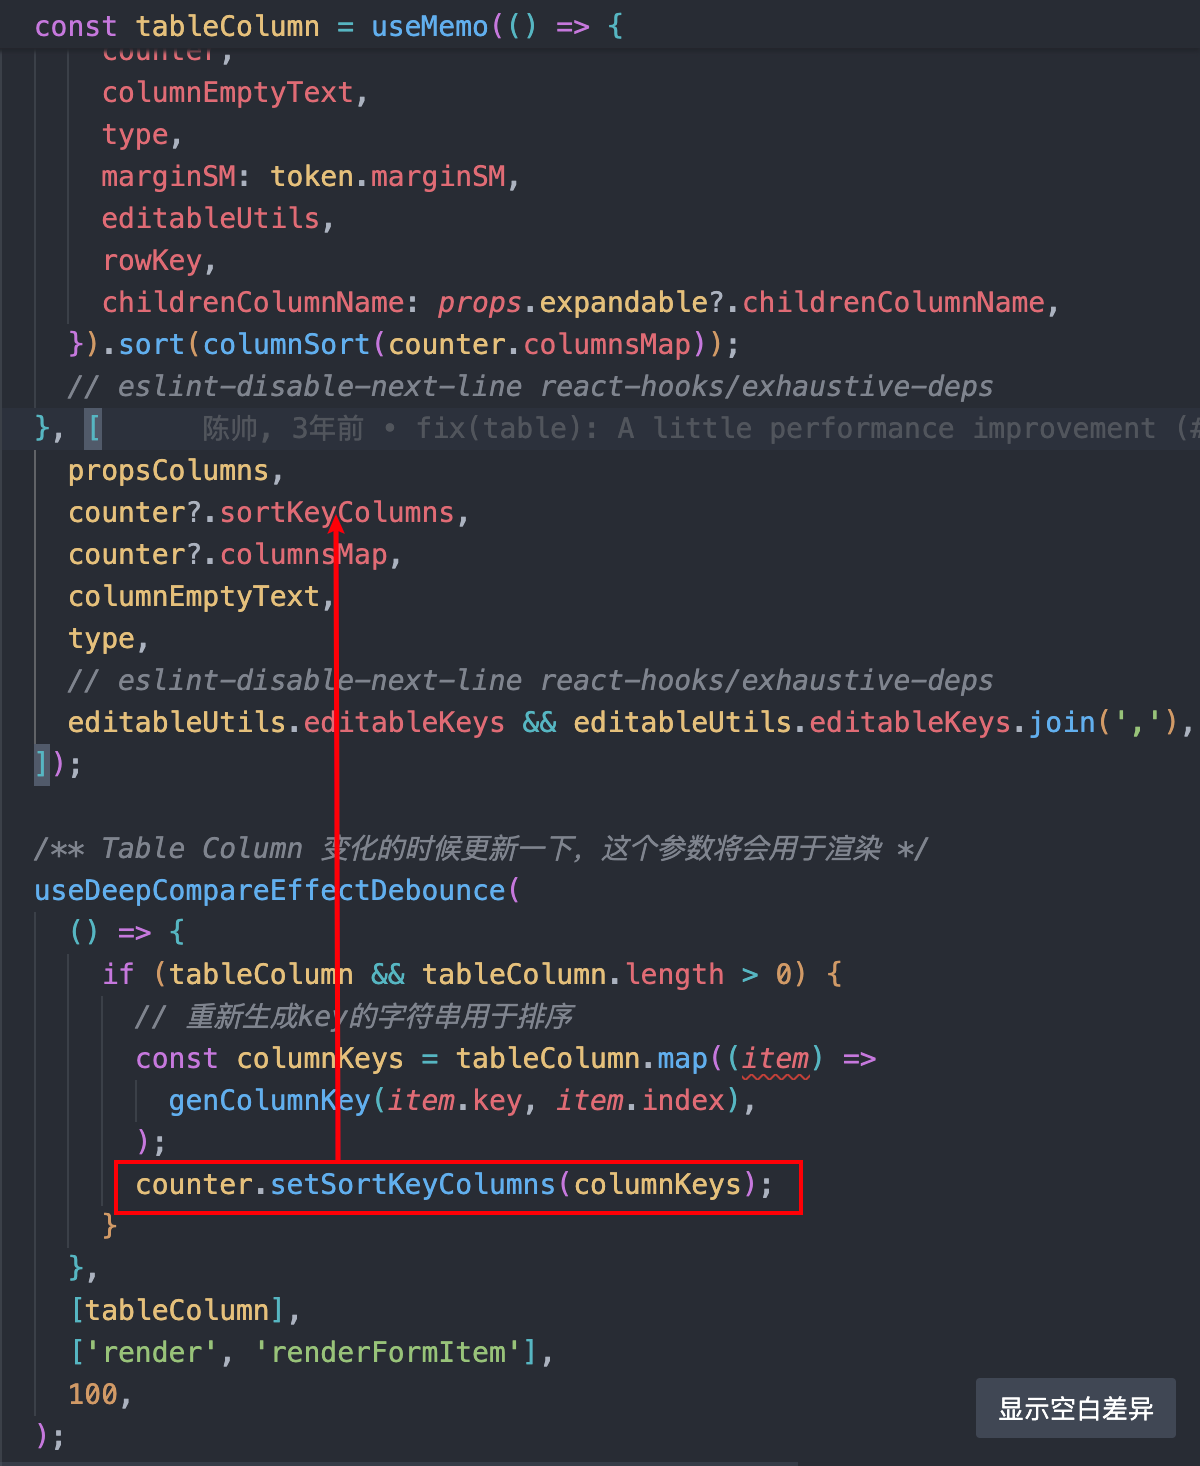 const tableColumn = useMemo(() => {
counter,
columnEmptyText,
type,
marginSM: token.marginSM,
editableUtils,
rowKey,
childrenColumnName: props.expandable?.childrenColumnName,
}).sort(columnSort(counter.columnsMap));
// eslint-disable-next-line react-hooks/exhaustive-deps
}, [ 陈帅, 3年前 • fix(table): A little performance improvement (#
propsColumns,
counter?.sortKeyColumns,
counter?.columnsMap,
columnEmptyText,
type,
// eslint-disable-next-line react-hooks/exhaustive-deps
editableUtils.editableKeys && editableUtils.editableKeys.join(','),
]);
/** Table Column 变化的时候更新一下，这个参数将会用于渲染 */
useDeepCompareEffectDebounce(
() => {
if (tableColumn && tableColumn.length > 0) {
// 重新生成key的字符串用于排序
const columnKeys = tableColumn.map((item) =>
genColumnKey(item.key, item.index),
);
counter.setSortKeyColumns(columnKeys);
}
},
[tableColumn],
['render', 'renderFormItem'],
100,
);
显示空白差异